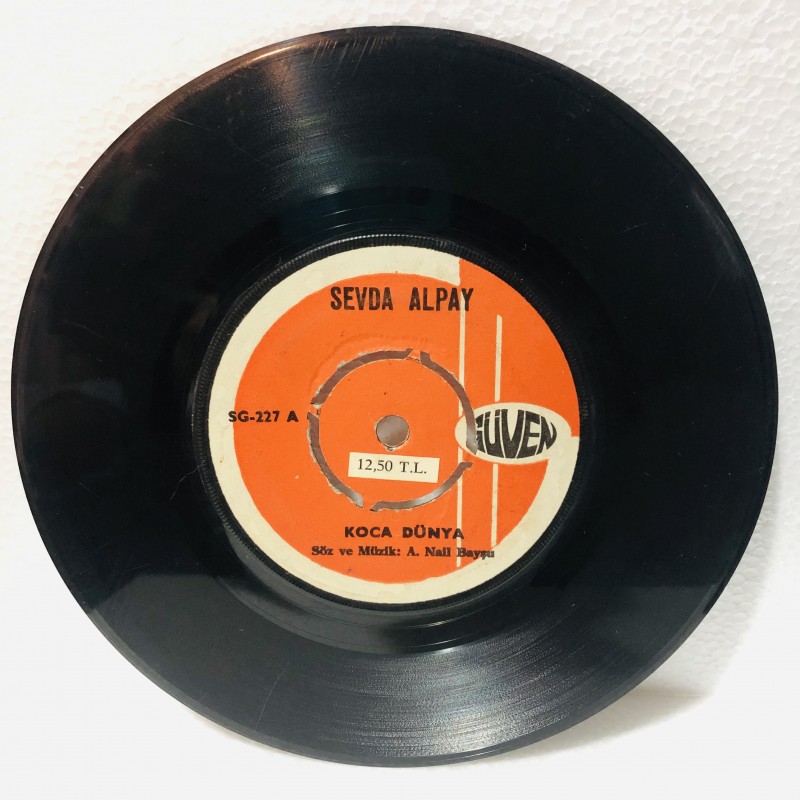 SEVDA ALPAY
SG-227 A
GÜVEN
12,50 T.L.
KOCA DÜNYA
Söz ve Müzik: A. Nail Bayşu